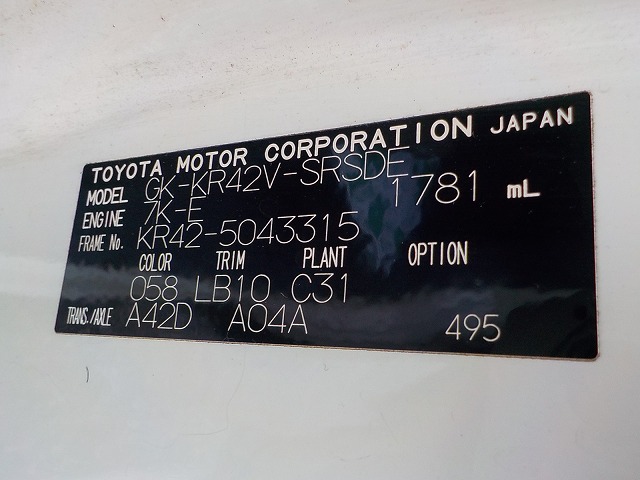 TOYOTA MOTOR CORPORATION JAPAN
MODEL GK-KR42V-SRSDE
ENGINE 7K-E 1781 mL
FRAME No. KR42-5043315
COLOR TRIM PLANT OPTION
058 LB10 C31
TRANS./AXLE A42D A04A 495